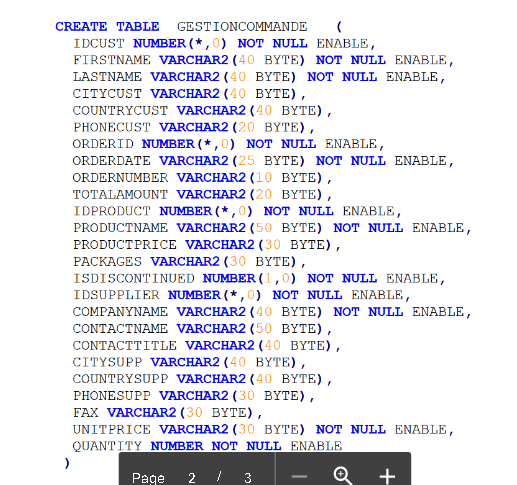 CREATE TABLE GESTIONCOMMANDE (
IDCUST NUMBER(*,0) NOT NULL ENABLE,
FIRSTNAME VARCHAR2(40 BYTE) NOT NULL ENABLE,
LASTNAME VARCHAR2(40 BYTE) NOT NULL ENABLE,
CITYCUST VARCHAR2(40 BYTE),
COUNTRYCUST VARCHAR2(40 BYTE),
PHONECUST VARCHAR2(20 BYTE),
ORDERID NUMBER(*,0) NOT NULL ENABLE,
ORDERDATE VARCHAR2(25 BYTE) NOT NULL ENABLE,
ORDERNUMBER VARCHAR2(10 BYTE),
TOTALAMOUNT VARCHAR2(20 BYTE),
IDPRODUCT NUMBER(*,0) NOT NULL ENABLE,
PRODUCTNAME VARCHAR2(50 BYTE) NOT NULL ENABLE,
PRODUCTPRICE VARCHAR2(30 BYTE),
PACKAGES VARCHAR2(30 BYTE),
ISDISCONTINUED NUMBER(1,0) NOT NULL ENABLE,
IDSUPPLIER NUMBER(*,0) NOT NULL ENABLE,
COMPANYNAME VARCHAR2(40 BYTE) NOT NULL ENABLE,
CONTACTNAME VARCHAR2(50 BYTE),
CONTACTTITLE VARCHAR2(40 BYTE),
CITYSUPP VARCHAR2(40 BYTE),
COUNTRYSUPP VARCHAR2(40 BYTE),
PHONESUPP VARCHAR2(30 BYTE),
FAX VARCHAR2(30 BYTE),
UNITPRICE VARCHAR2(30 BYTE) NOT NULL ENABLE,
QUANTITY NUMBER NOT NULL ENABLE
)
Page 2 / 3